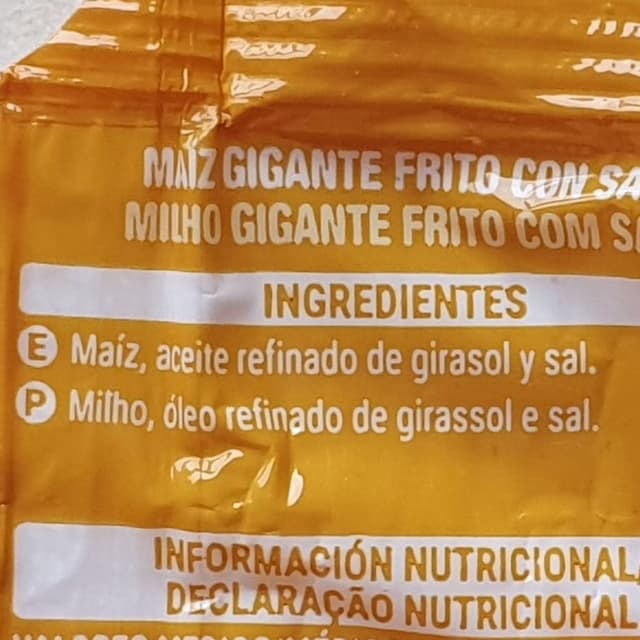 MAÍZ GIGANTE FRITO CON SA
MILHO GIGANTE FRITO COM S
INGREDIENTES
E Maíz, aceite refinado de girasol y sal.
P Milho, óleo refinado de girassol e sal.
INFORMACIÓN NUTRICIONAL
DECLARAÇÃO NUTRICIONAL